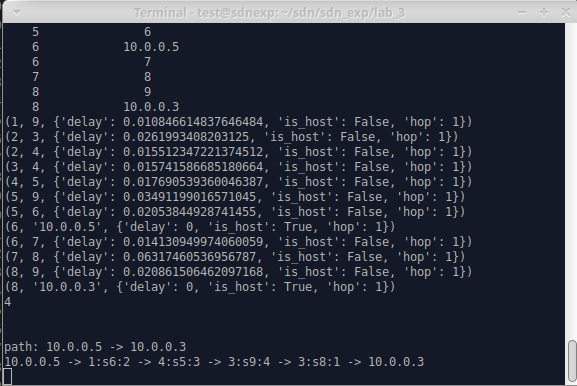 Terminal - test@sdnexp: ~/sdn/sdn_exp/lab_3
5 6
6 10.0.0.5
6 7
7 8
8 9
8 10.0.0.3
(1, 9, {'delay': 0.010846614837646484, 'is_host': False, 'hop': 1})
(2, 3, {'delay': 0.0261993408203125, 'is_host': False, 'hop': 1})
(2, 4, {'delay': 0.015512347221374512, 'is_host': False, 'hop': 1})
(3, 4, {'delay': 0.015741586685180664, 'is_host': False, 'hop': 1})
(4, 5, {'delay': 0.017690539360046387, 'is_host': False, 'hop': 1})
(5, 9, {'delay': 0.03491199016571045, 'is_host': False, 'hop': 1})
(5, 6, {'delay': 0.02053844928741455, 'is_host': False, 'hop': 1})
(6, '10.0.0.5', {'delay': 0, 'is_host': True, 'hop': 1})
(6, 7, {'delay': 0.014130949974060059, 'is_host': False, 'hop': 1})
(7, 8, {'delay': 0.06317460536956787, 'is_host': False, 'hop': 1})
(8, 9, {'delay': 0.020861506462097168, 'is_host': False, 'hop': 1})
(8, '10.0.0.3', {'delay': 0, 'is_host': True, 'hop': 1})
4
path: 10.0.0.5 -> 10.0.0.3
10.0.0.5 -> 1:s6:2 -> 4:s5:3 -> 3:s9:4 -> 3:s8:1 -> 10.0.0.3